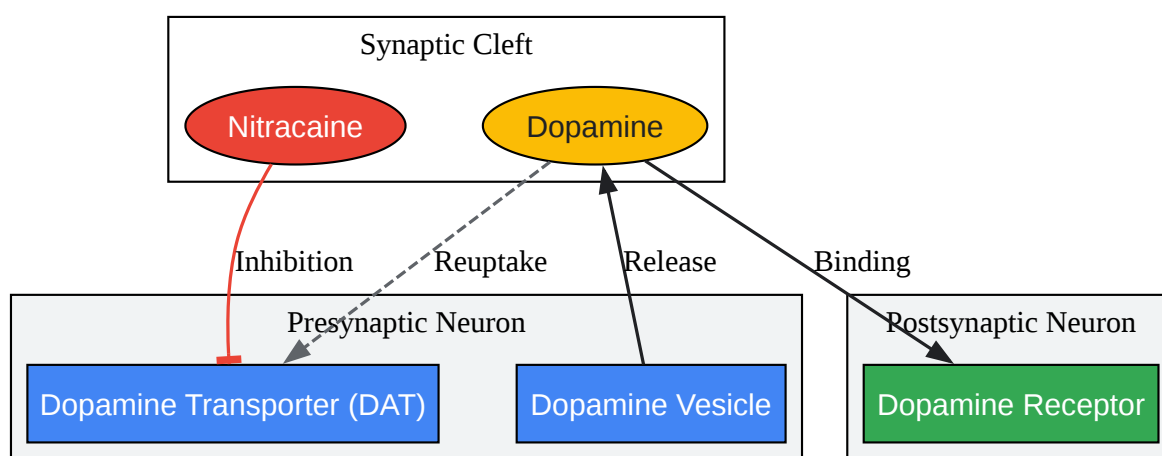 Synaptic Cleft
Nitracaine
Dopamine
Inhibition
Reuptake
Release
Binding
Presynaptic Neuron
Postsynaptic Neuron
Dopamine Transporter (DAT)
Dopamine Vesicle
Dopamine Receptor